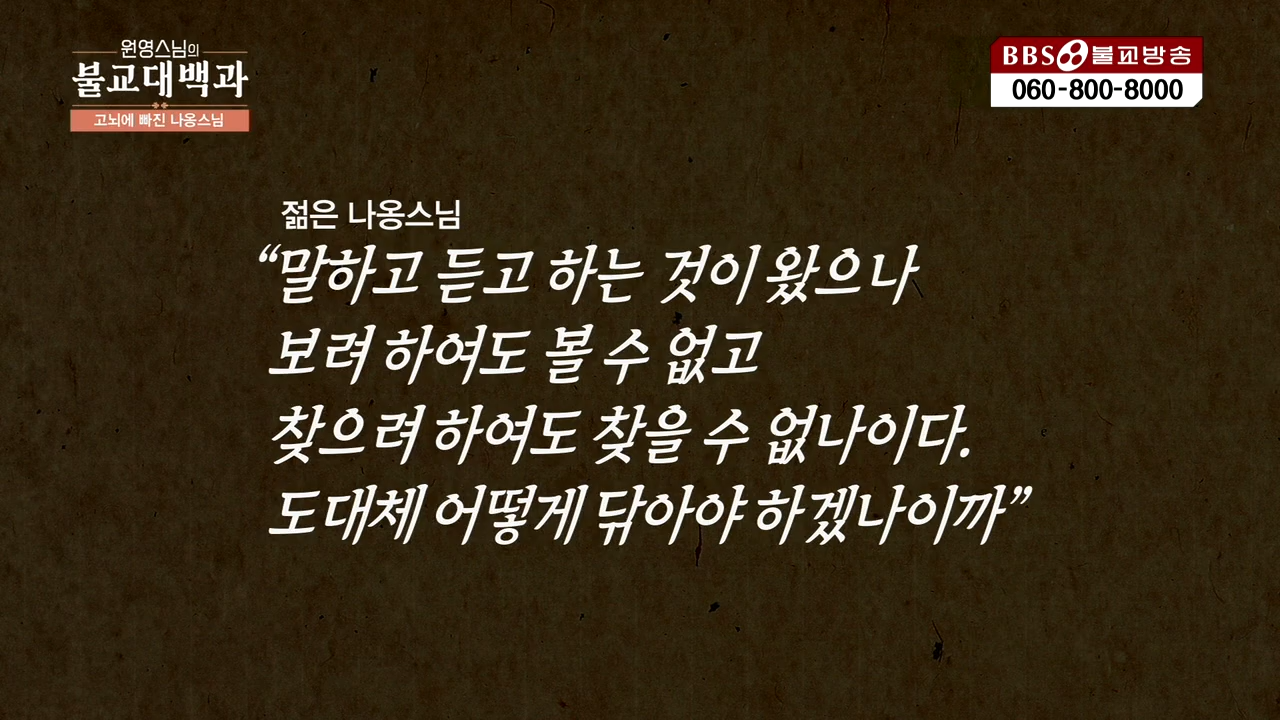 원영스님의
불교대백과
고뇌에 빠진 나옹스님
BBS 불교방송
060-800-8000
젊은 나옹스님
“말하고 듣고 하는 것이 왔으나
보려 하여도 볼 수 없고
찾으려 하여도 찾을 수 없나이다.
도대체 어떻게 닦아야 하겠나이까”